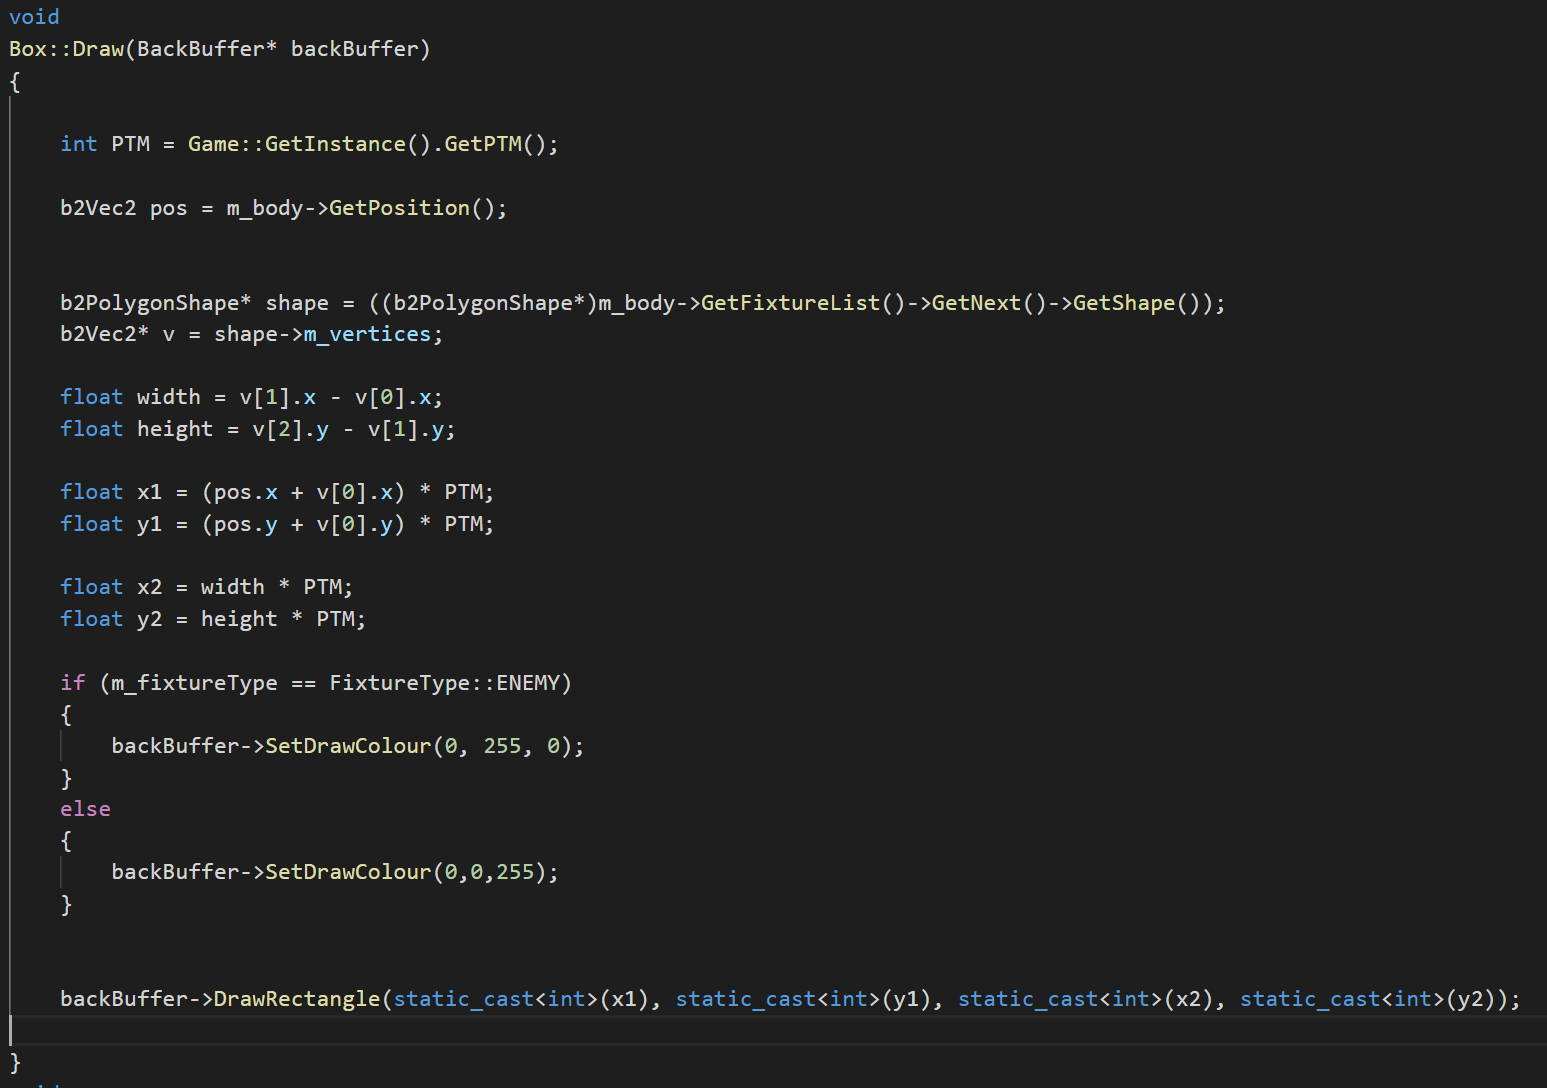 void
Box::Draw(BackBuffer* backBuffer)
{
int PTM = Game::GetInstance().GetPTM();
b2Vec2 pos = m_body->GetPosition();
b2PolygonShape* shape = ((b2PolygonShape*)m_body->GetFixtureList()->GetNext()->GetShape());
b2Vec2* v = shape->m_vertices;
float width = v[1].x - v[0].x;
float height = v[2].y - v[1].y;
float x1 = (pos.x + v[0].x) * PTM;
float y1 = (pos.y + v[0].y) * PTM;
float x2 = width * PTM;
float y2 = height * PTM;
if (m_fixtureType == FixtureType::ENEMY)
{
backBuffer->SetDrawColour(0, 255, 0);
}
else
{
backBuffer->SetDrawColour(0,0,255);
}
backBuffer->DrawRectangle(static_cast<int>(x1), static_cast<int>(y1), static_cast<int>(x2), static_cast<int>(y2));
}